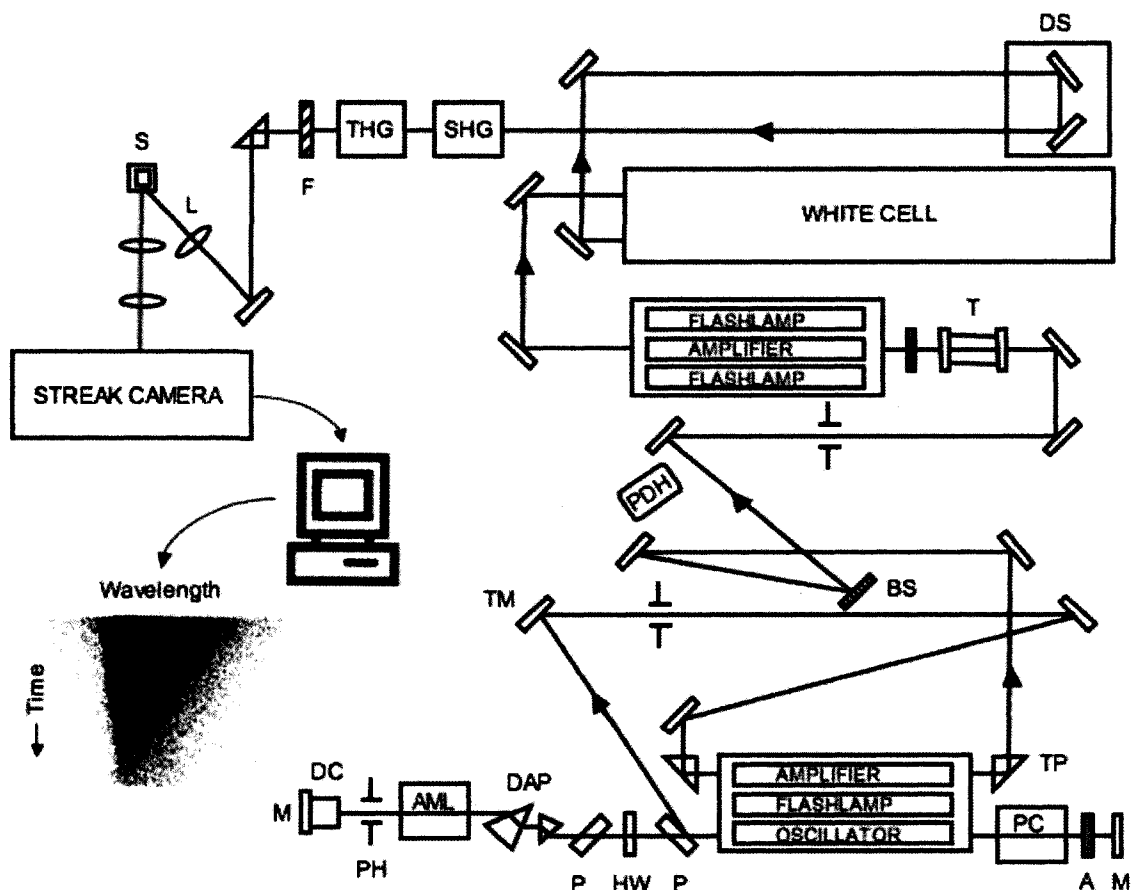 DS
THG
SHG
S
F
L
WHITE CELL
FLASHLAMP
AMPLIFIER
FLASHLAMP
T
STREAK CAMERA
PDH
Wavelength
Time
TM
BS
TP
AMPLIFIER
FLASHLAMP
OSCILLATOR
DC
M
AML
DAP
PC
PH
P
HW
P
A
M